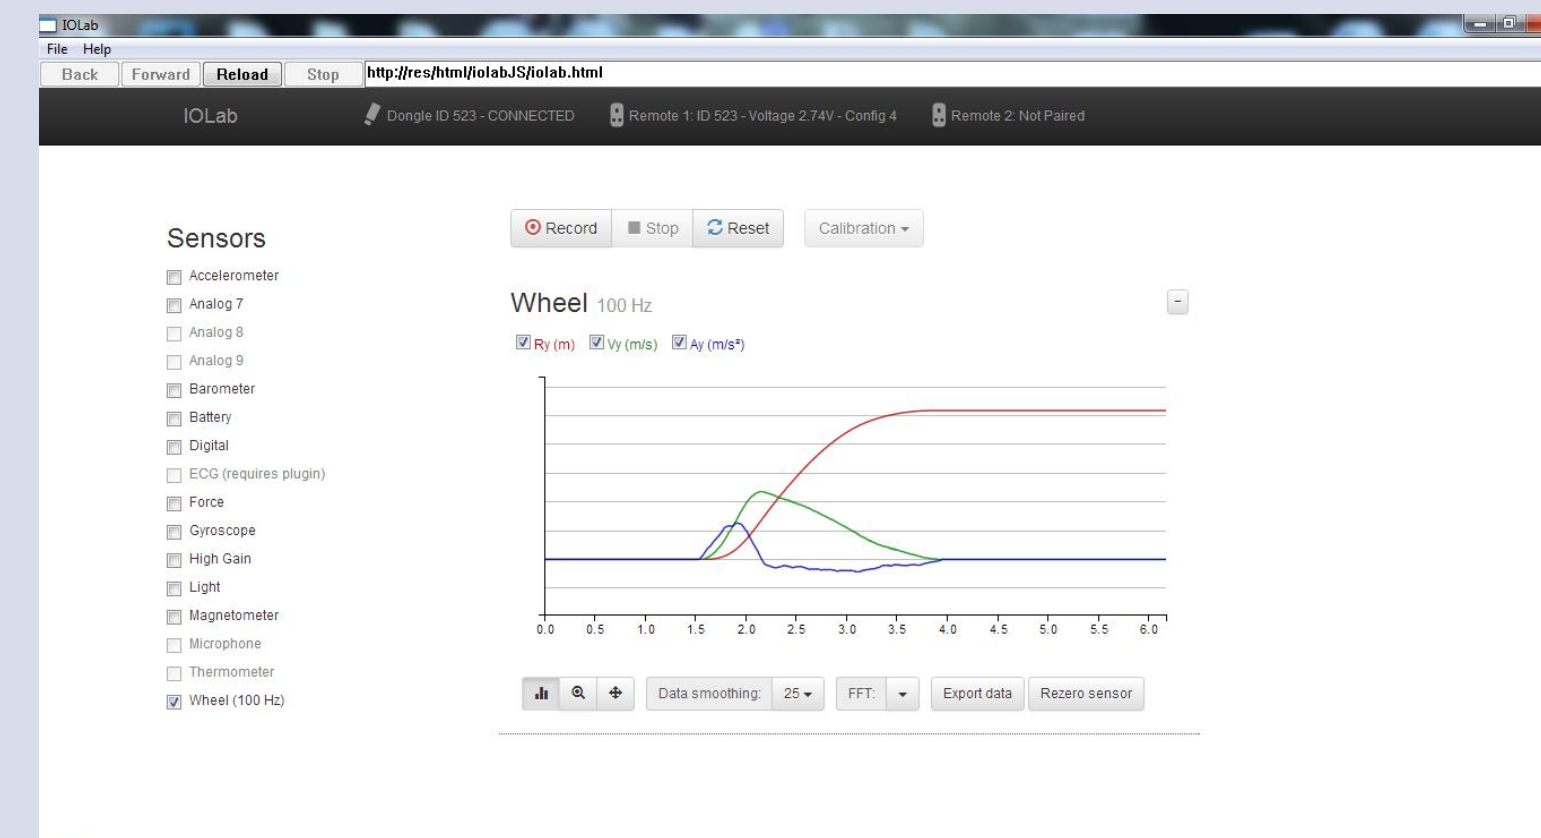 IOLab
File Help
Back Forward Reload Stop http://res/html/iolabJS/iolab.html
IOLab Dongle ID 523 - CONNECTED Remote 1: ID 523 - Voltage 2.74V - Config 4 Remote 2: Not Paired
Record Stop Reset Calibration
Sensors
Accelerometer
Analog 7
Analog 8
Analog 9
Barometer
Battery
Digital
ECG (requires plugin)
Force
Gyroscope
High Gain
Light
Magnetometer
Microphone
Thermometer
Wheel (100 Hz)
Wheel 100 Hz
Ry (m) Vy (m/s) Ay (m/s²)
0.0 0.5 1.0 1.5 2.0 2.5 3.0 3.5 4.0 4.5 5.0 5.5 6.0
Data smoothing: 25 FFT: Export data Rezero sensor